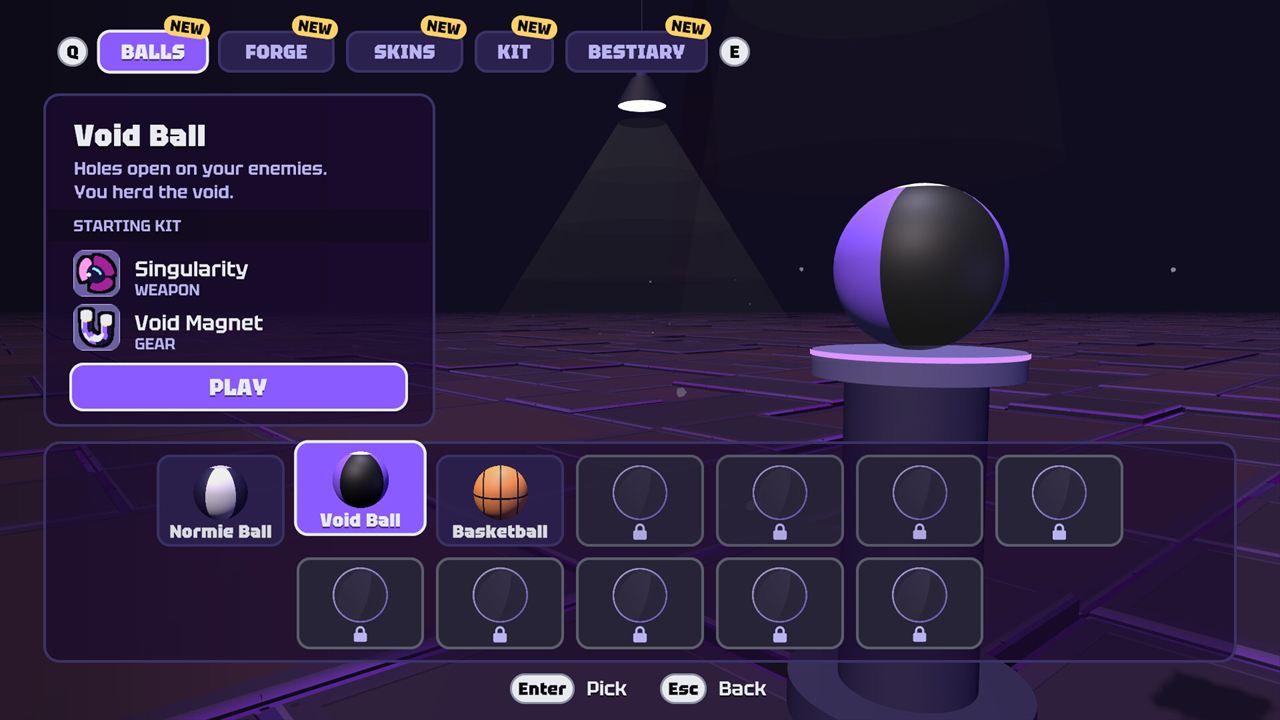 NEW NEW NEW NEW NEW
Q BALLS FORGE SKINS KIT BESTIARY E
Void Ball
Holes open on your enemies.
You herd the void.
STARTING KIT
Singularity
WEAPON
Void Magnet
GEAR
PLAY
Normie Ball Void Ball Basketball
Enter Pick Esc Back